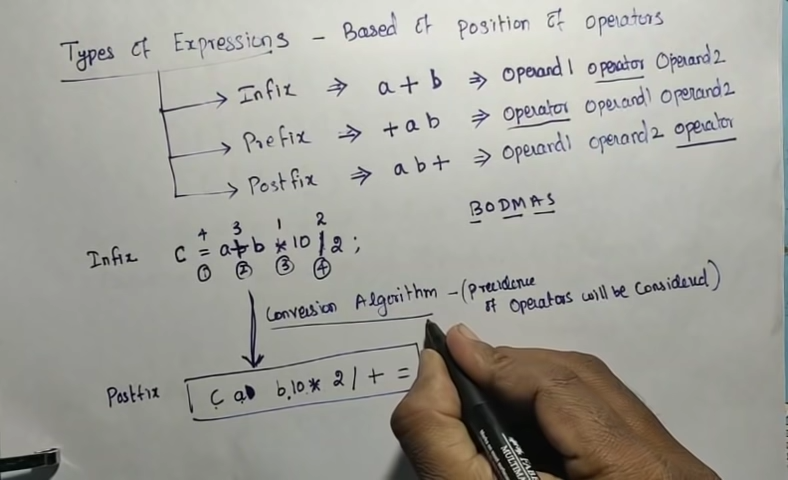 Types of Expressions - Based of position of operators
Infix ⇒ a + b ⇒ Operand1 operator Operand2
Prefix ⇒ + a b ⇒ Operator operand1 operand2
Postfix ⇒ a b + ⇒ Operand1 operand2 operator
BODMAS
4 3 1 2
Infix C = a + b * 10 / 2 ;
1 2 3 4
Conversion Algorithm - (Precidence
of operators will be considered)
Postfix C a b 10 * 2 / + =